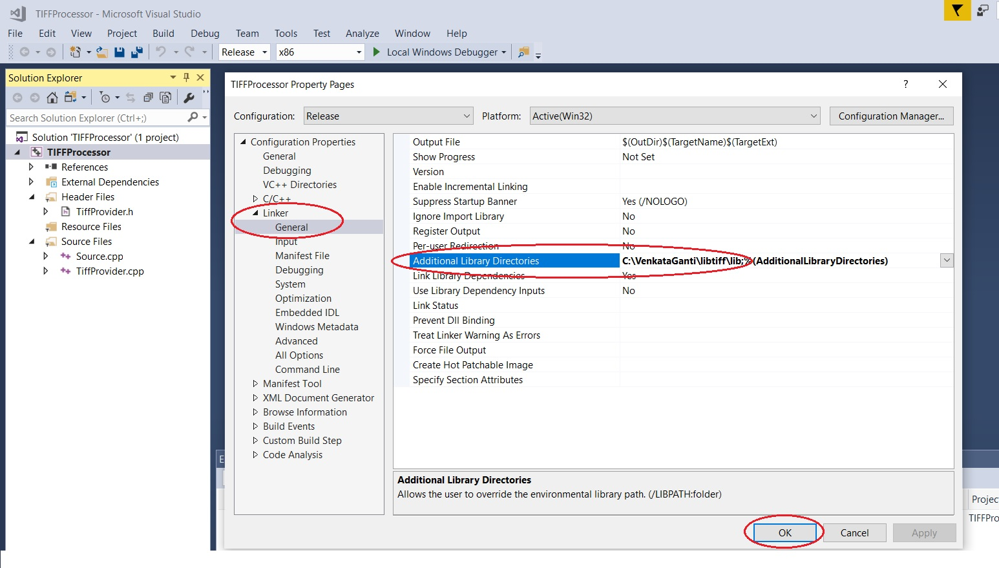 TIFFProcessor - Microsoft Visual Studio
File Edit View Project Build Debug Team Tools Test Analyze Window Help
Release x86 Local Windows Debugger
Solution Explorer
Search Solution Explorer (Ctrl+;)
Solution 'TIFFProcessor' (1 project)
TIFFProcessor
References
External Dependencies
Header Files
TiffProvider.h
Resource Files
Source Files
Source.cpp
TiffProvider.cpp
TIFFProcessor Property Pages ?
Configuration: Release Platform: Active(Win32) Configuration Manager...
Configuration Properties
General
Debugging
VC++ Directories
C/C++
Linker
General
Input
Manifest File
Debugging
System
Optimization
Embedded IDL
Windows Metadata
Advanced
All Options
Command Line
Manifest Tool
XML Document Generator
Browse Information
Build Events
Custom Build Step
Code Analysis
Output File $(OutDir)$(TargetName)$(TargetExt)
Show Progress Not Set
Version
Enable Incremental Linking
Suppress Startup Banner Yes (/NOLOGO)
Ignore Import Library No
Register Output No
Per-user Redirection No
Additional Library Directories C:\VenkataGanti\libtiff\lib;%(AdditionalLibraryDirectories)
Link Library Dependencies Yes
Use Library Dependency Inputs No
Link Status
Prevent Dll Binding
Treat Linker Warning As Errors
Force File Output
Create Hot Patchable Image
Specify Section Attributes
Additional Library Directories
Allows the user to override the environmental library path. (/LIBPATH:folder)
OK Cancel Apply
E
Projec
TIFFPro